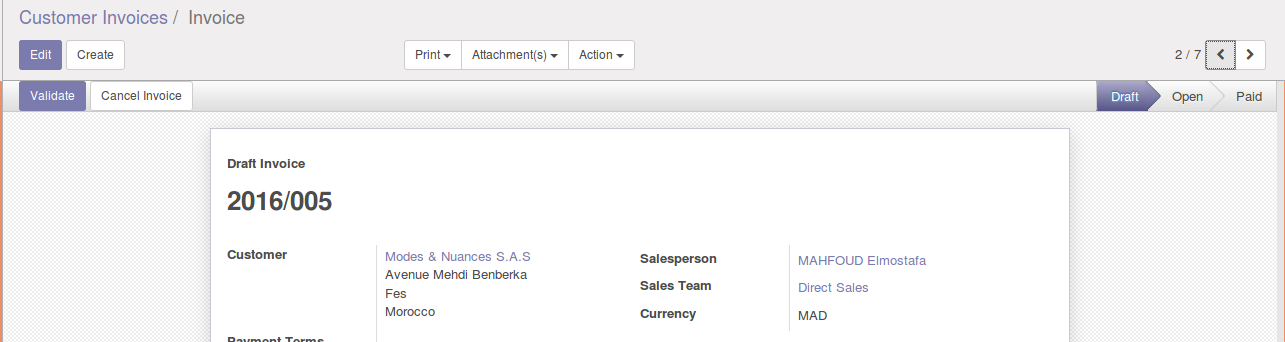 Customer Invoices / Invoice
Edit Create Print Attachment(s) Action 2 / 7
Validate Cancel Invoice Draft Open Paid
Draft Invoice
2016/005
Customer
Modes & Nuances S.A.S
Avenue Mehdi Benberka
Fes
Morocco
Salesperson MAHFOUD Elmostafa
Sales Team Direct Sales
Currency MAD
Payment Terms